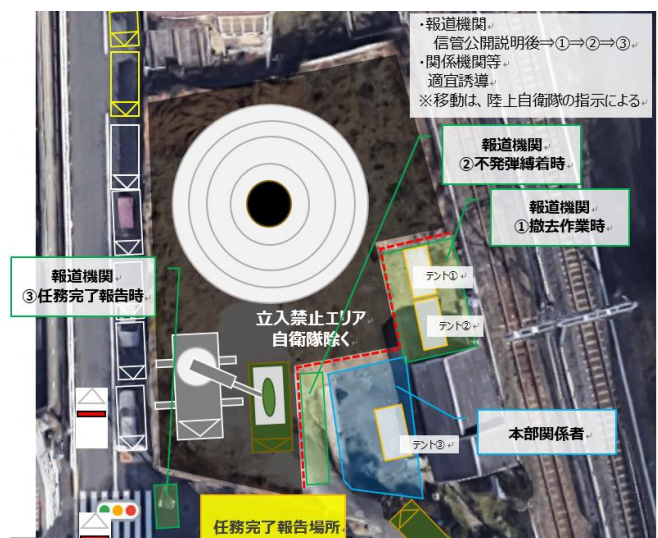 ・報道機関
信管公開説明後⇒①→②→③
・関係機関等
適宜誘導
※移動は、陸上自衛隊の指示による
報道機関
②不発弾縛着時
報道機関
①撤去作業時
テント①
報道機関
③任務完了報告時
立入禁止エリア
自衛隊除く
テント②
本部関係者
テント③
任務完了報告場所